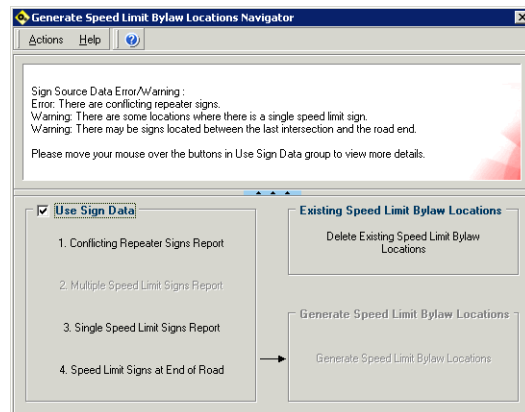 Generate Speed Limit Bylaw Locations Navigator
Actions Help
Sign Source Data Error/Warning :
Error: There are conflicting repeater signs.
Warning: There are some locations where there is a single speed limit sign.
Warning: There may be signs located between the last intersection and the road end.
Please move your mouse over the buttons in Use Sign Data group to view more details.
Use Sign Data
1. Conflicting Repeater Signs Report
2. Multiple Speed Limit Signs Report
3. Single Speed Limit Signs Report
4. Speed Limit Signs at End of Road
Existing Speed Limit Bylaw Locations
Delete Existing Speed Limit Bylaw
Locations
Generate Speed Limit Bylaw Locations
Generate Speed Limit Bylaw Locations